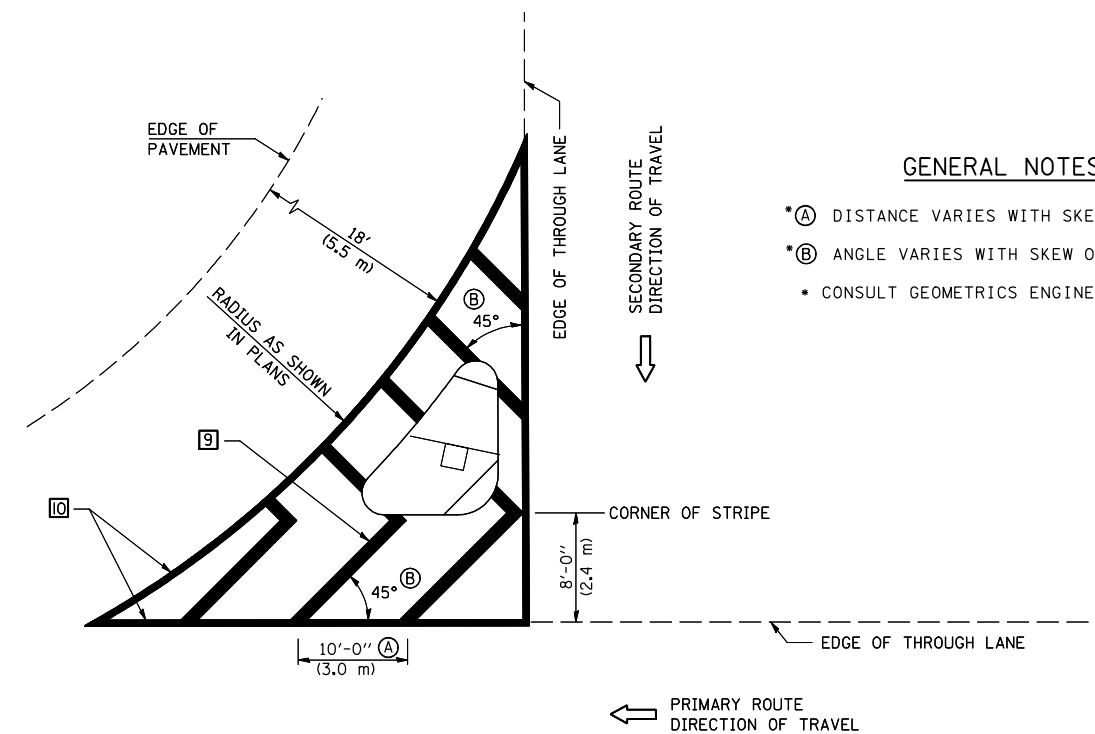 EDGE OF
PAVEMENT
18'
(5.5 m)
RADIUS AS SHOWN
IN PLANS
9
10
B
45°
45° B
10'-0" A
(3.0 m)
EDGE OF THROUGH LANE
SECONDARY ROUTE
DIRECTION OF TRAVEL
GENERAL NOTES
*A DISTANCE VARIES WITH SKE
*B ANGLE VARIES WITH SKEW O
* CONSULT GEOMETRICS ENGINE
CORNER OF STRIPE
8'-0"
(2.4 m)
EDGE OF THROUGH LANE
PRIMARY ROUTE
DIRECTION OF TRAVEL